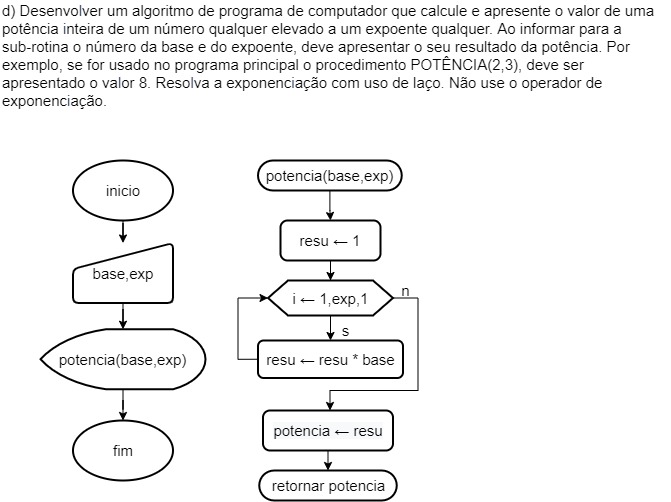 d) Desenvolver um algoritmo de programa de computador que calcule e apresente o valor de uma
potência inteira de um número qualquer elevado a um expoente qualquer. Ao informar para a
sub-rotina o número da base e do expoente, deve apresentar o seu resultado da potência. Por
exemplo, se for usado no programa principal o procedimento POTÊNCIA(2,3), deve ser
apresentado o valor 8. Resolva a exponenciação com uso de laço. Não use o operador de
exponenciação.
inicio
base,exp
potencia(base,exp)
fim
potencia(base,exp)
resu ← 1
i ← 1,exp,1
n
s
resu ← resu * base
potencia ← resu
retornar potencia